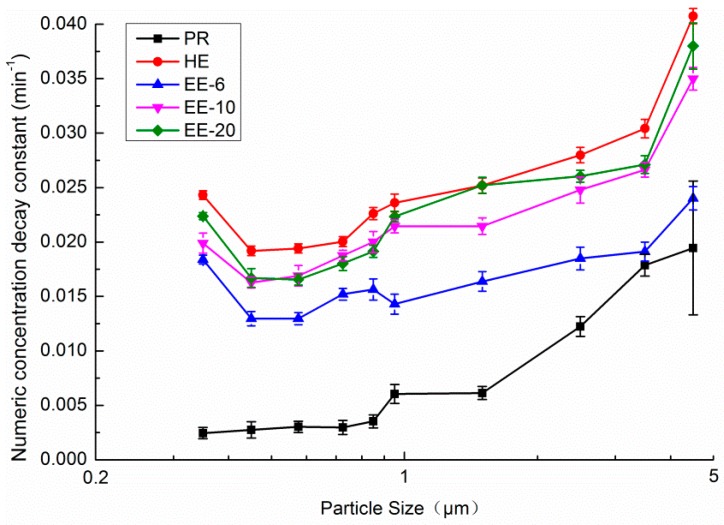 PR
HE
EE-6
EE-10
EE-20
0.040
0.035
0.030
0.025
0.020
0.015
0.010
0.005
0.000
Numeric concentration decay constant (min⁻¹)
0.2
1
5
Particle Size（μm）